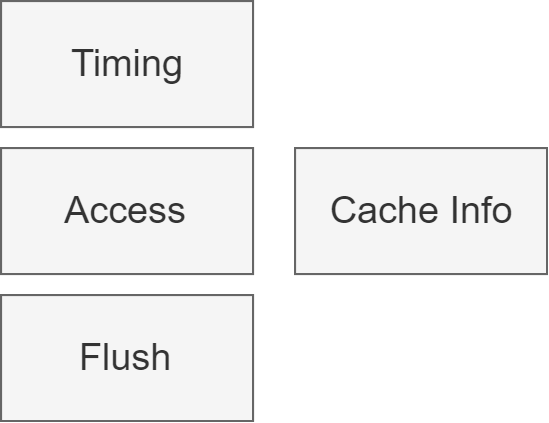 Timing
Access
Cache Info
Flush